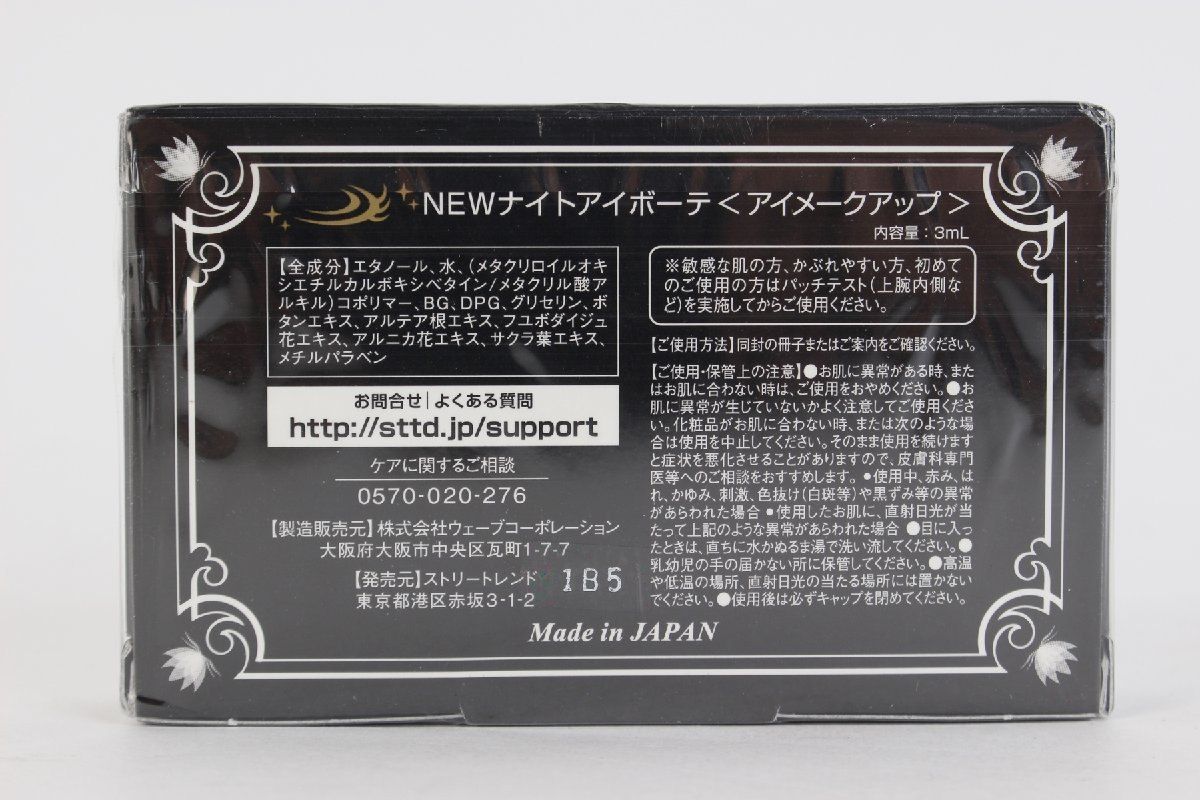 NEWナイトアイボーテ＜アイメークアップ＞
内容量：3mL
【全成分】エタノール、水、(メタクリロイルオキ
シエチルカルボキシベタイン/メタクリル酸ア
ルキル)コポリマー、BG、DPG、グリセリン、ボ
タンエキス、アルテア根エキス、フユボダイジュ
花エキス、アルニカ花エキス、サクラ葉エキス、
メチルパラベン
お問合せ|よくある質問
http://sttd.jp/support
ケアに関するご相談
0570-020-276
【製造販売元】株式会社ウェーブコーポレーション
大阪府大阪市中央区瓦町1-7-7
【発売元】ストリートレンド
東京都港区赤坂3-1-2
1B5
※敏感な肌の方、かぶれやすい方、初めて
のご使用の方はパッチテスト(上腕内側な
ど)を実施してからご使用ください。
【ご使用方法】同封の冊子またはご案内をご確認ください。
【ご使用・保管上の注意】●お肌に異常がある時、また
はお肌に合わない時は、ご使用をおやめください。●お
肌に異常が生じていないかよく注意してご使用くださ
い。化粧品がお肌に合わない時、または次のような場
合は使用を中止してください。そのまま使用を続けます
と症状を悪化させることがありますので、皮膚科専門
医等へのご相談をおすすめします。•使用中、赤み、は
れ、かゆみ、刺激、色抜け(白斑等)や黒ずみ等の異常
があらわれた場合•使用したお肌に、直射日光が当
たって上記のような異常があらわれた場合 ●目に入っ
たときは、直ちに水かぬるま湯で洗い流してください。●
乳幼児の手の届かない所に保管してください。●高温
や低温の場所、直射日光の当たる場所には置かない
でください。●使用後は必ずキャップを閉めてください。
Made in JAPAN